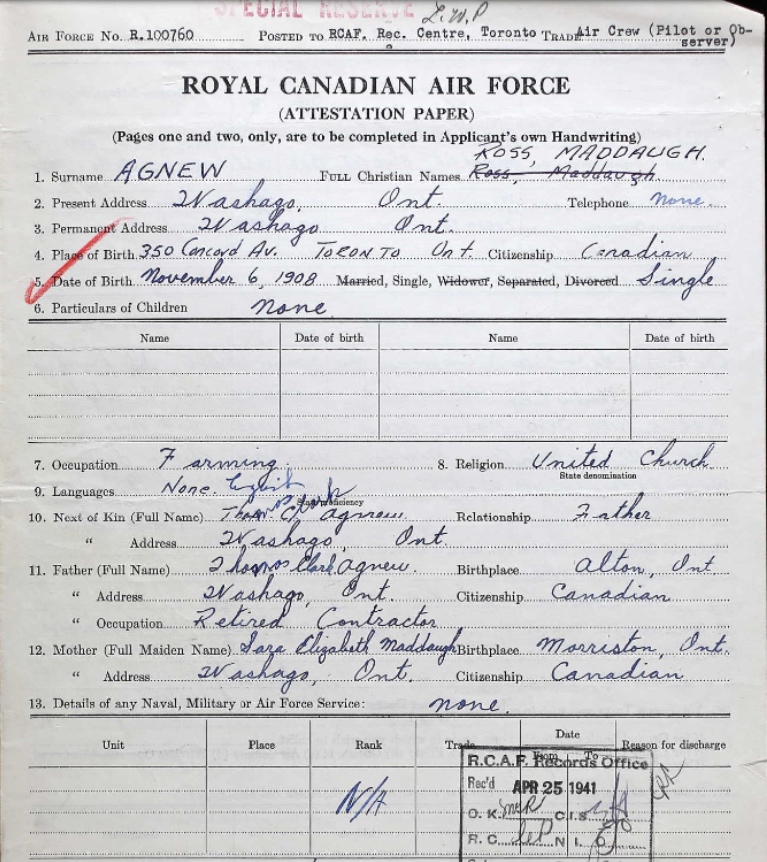 SPECIAL RESERVE
AIR FORCE NO. R.100760 POSTED TO RCAF. Rec. Centre, Toronto TRADE Air Crew (Pilot or Ob-
server)
ROYAL CANADIAN AIR FORCE
(ATTESTATION PAPER)
(Pages one and two, only, are to be completed in Applicant's own Handwriting)
ROSS, MADDAUGH.
1. Surname AGNEW FULL Christian Names Ross, Maddaugh.
2. Present Address Washago, Ont. Telephone none.
3. Permanent Address Washago Ont.
4. Place of Birth 350 Concord Av. TORONTO Ont. Citizenship Canadian
5. Date of Birth November 6, 1908 Married, Single, Widower, Separated, Divorced Single
6. Particulars of Children none.
Name Date of birth Name Date of birth
7. Occupation Farming. 8. Religion United Church
State denomination
9. Languages None. English
State proficiency
10. Next of Kin (Full Name) Thomas Clark Agnew Relationship Father
" Address Washago, Ont.
11. Father (Full Name) Thomas Clark Agnew. Birthplace Alton, Ont
" Address Washago, Ont. Citizenship Canadian
" Occupation Retired Contractor
12. Mother (Full Maiden Name) Sara Elizabeth Maddaugh Birthplace Morriston, Ont.
" Address Washago, Ont. Citizenship Canadian
13. Details of any Naval, Military or Air Force Service: none.
Unit Place Rank Trade Date Reason for discharge
From To
N/A
R.C.A.F. Records Office
Rec'd APR 25 1941
O.K. C.I.S.
R.C. N.I.